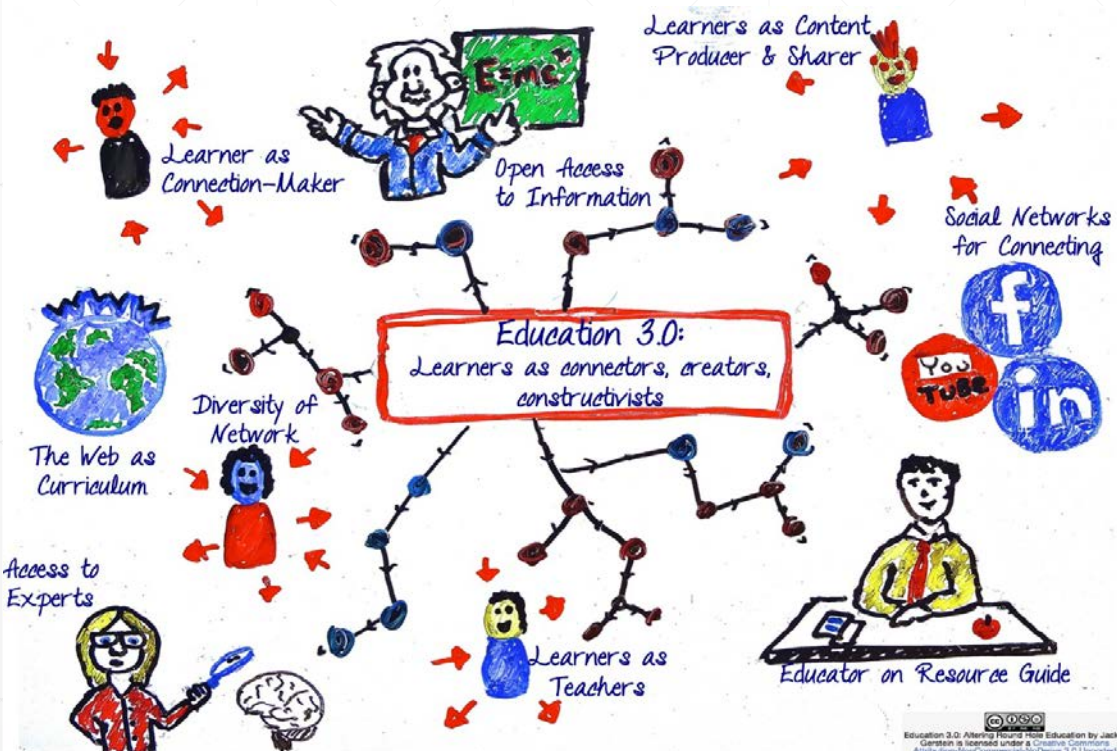 Learners as Content
Producer & Sharer
E=mc²
Learner as
Connection-Maker
Open Access
to Information
Social Networks
for Connecting
f
You
TUBE
in
Education 3.0:
Learners as connectors, creators,
constructivists
Diversity of
Network
The Web as
Curriculum
Access to
Experts
Learners as
Teachers
Educator on Resource Guide
cc
Education 3.0: Altering Round Hole Education by Jack
Gerstein is licensed under a Creative Commons